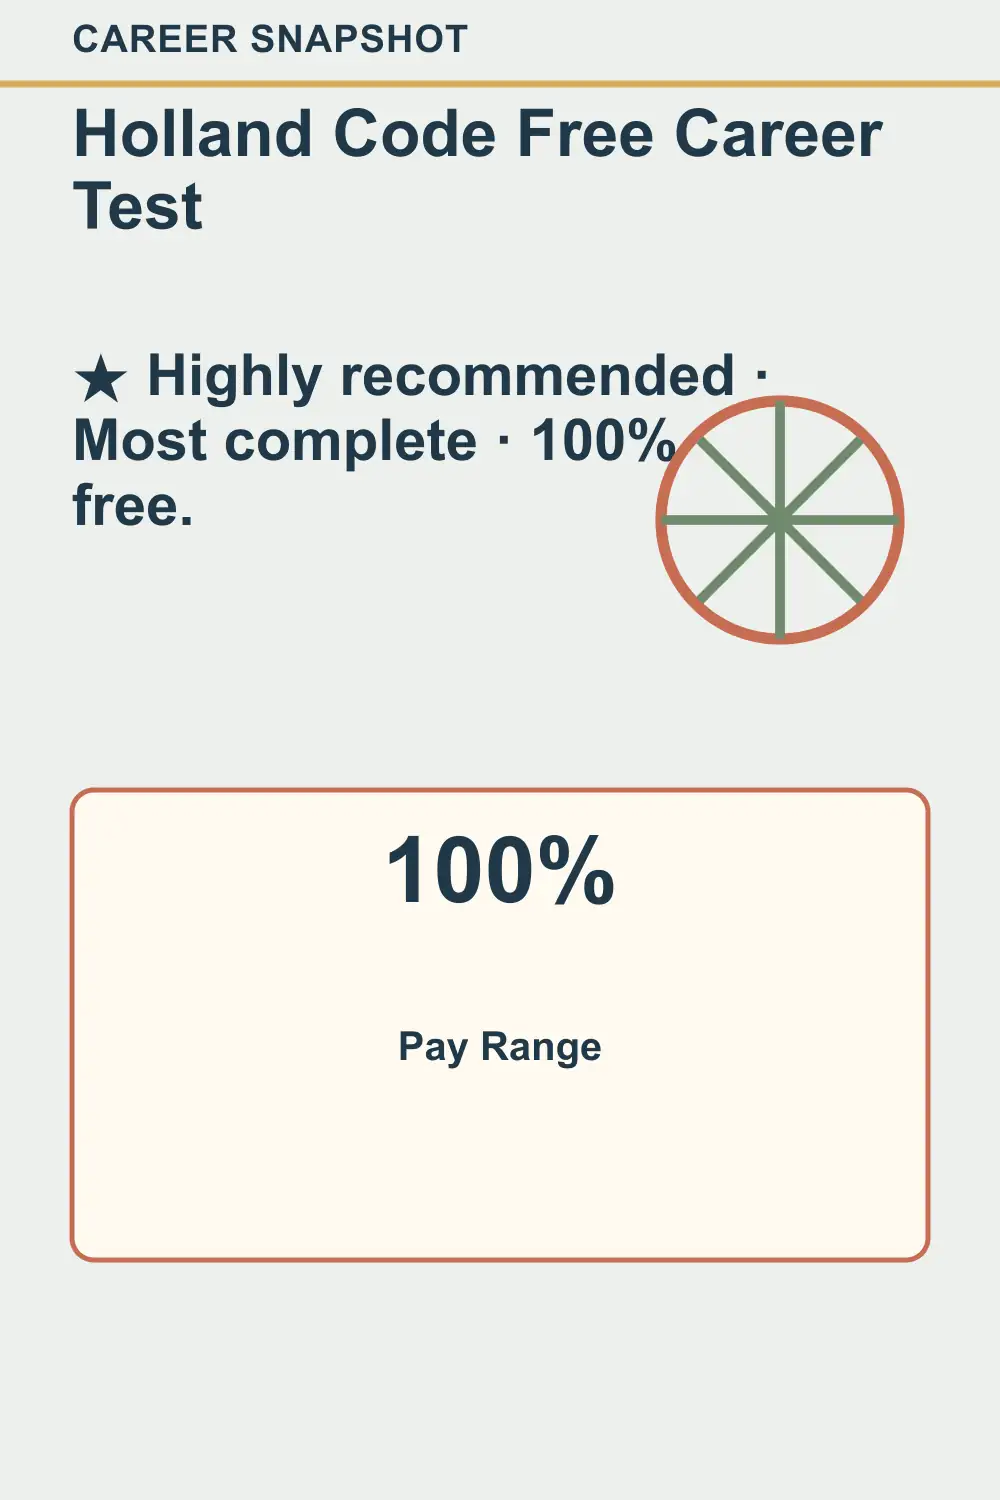 CAREER SNAPSHOT
Holland Code Free Career
Test
★ Highly recommended ·
Most complete · 100%
free.
100%
Pay Range